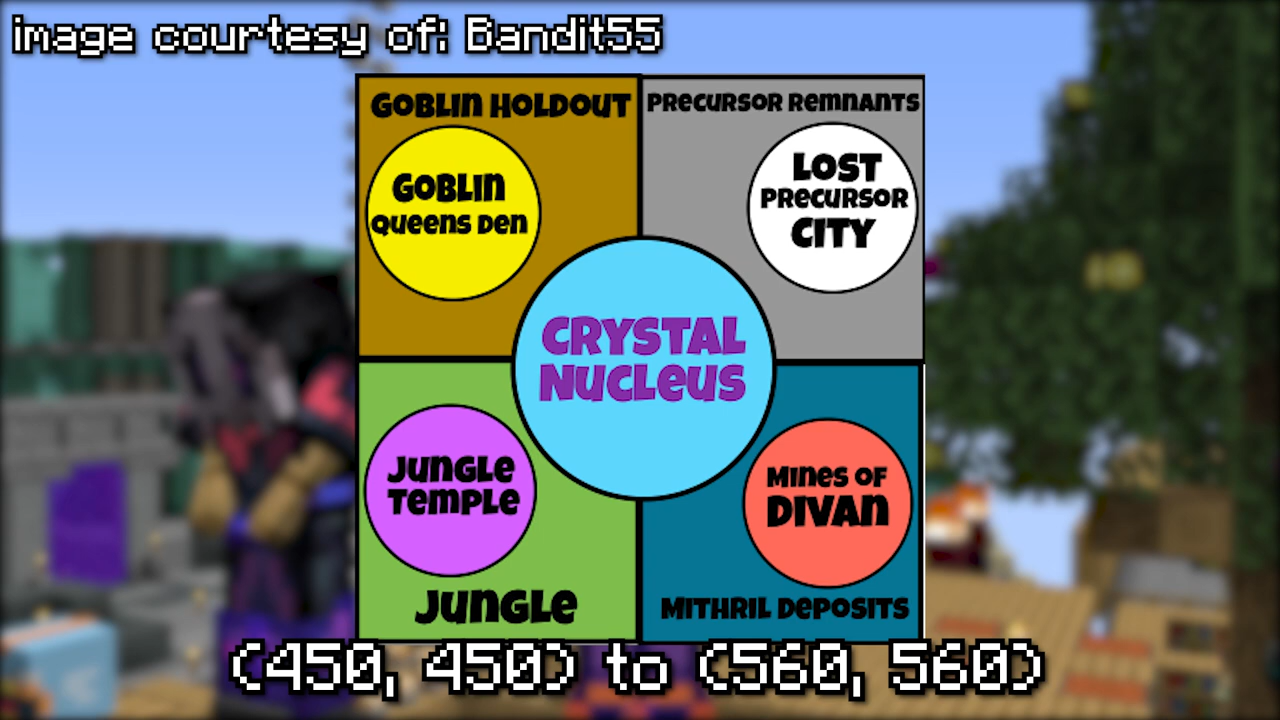 image courtesy of: Bandit55
GOBLIN HOLDOUT
PRECURSOR REMNANTS
GOBLIN
QUEENS DEN
LOST
PRECURSOR
CITY
CRYSTAL
NUCLEUS
JUNGLE
TEMPLE
MINES OF
DIVAN
JUNGLE
MITHRIL DEPOSITS
(450, 450) to (560, 560)